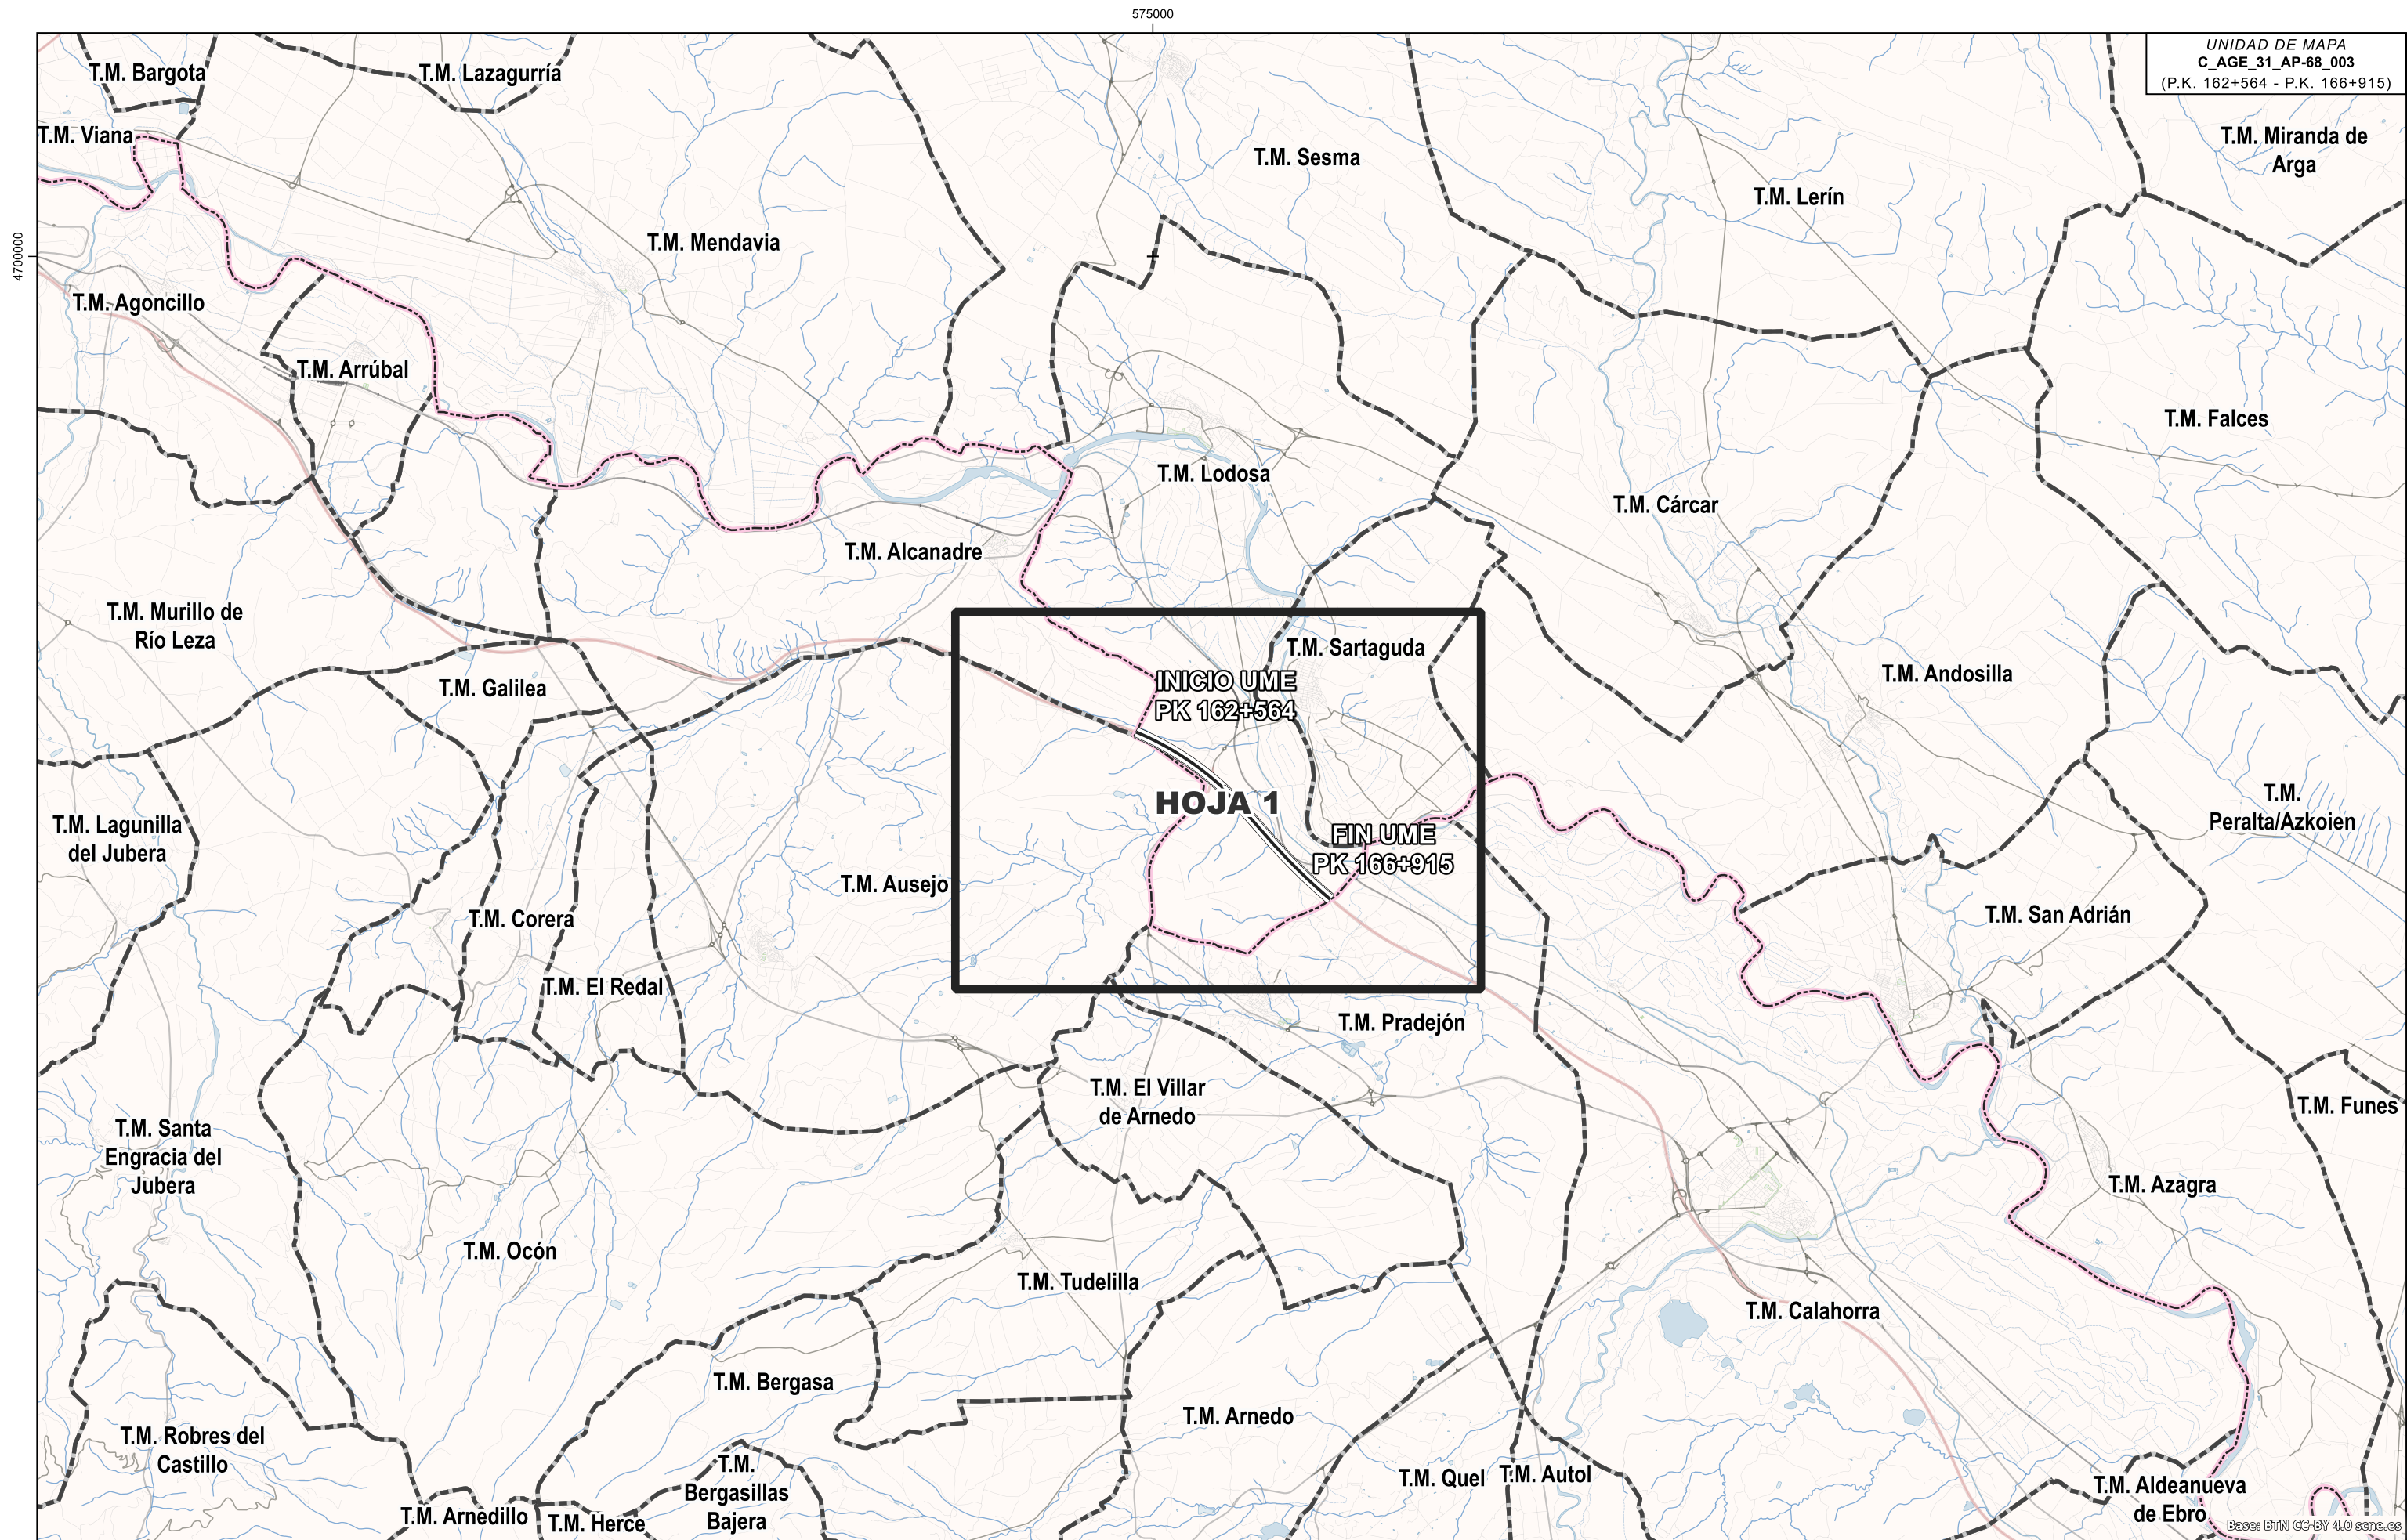 575000
UNIDAD DE MAPA
C_AGE_31_AP-68_003
(P.K. 162+564 - P.K. 166+915)
T.M. Bargota
T.M. Lazagurría
T.M. Viana
T.M. Sesma
T.M. Miranda de
Arga
T.M. Lerín
T.M. Mendavia
4700000
T.M. Agoncillo
T.M. Arrúbal
T.M. Falces
T.M. Lodosa
T.M. Cárcar
T.M. Alcanadre
T.M. Murillo de
Río Leza
T.M. Sartaguda
T.M. Andosilla
T.M. Galilea
INICIO UME
PK 162+564
HOJA 1
T.M.
Peralta/Azkoien
T.M. Lagunilla
del Jubera
FIN UME
PK 166+915
T.M. Ausejo
T.M. Corera
T.M. San Adrián
T.M. El Redal
T.M. Pradejón
T.M. El Villar
de Arnedo
T.M. Funes
T.M. Santa
Engracia del
Jubera
T.M. Azagra
T.M. Ocón
T.M. Tudelilla
T.M. Calahorra
T.M. Bergasa
T.M. Arnedo
T.M. Robres del
Castillo
T.M.
Bergasillas
Bajera
T.M. Quel
T.M. Autol
T.M. Aldeanueva
de Ebro
T.M. Arnedillo
T.M. Herce
Base: BTN CC-BY 4.0 scne.es